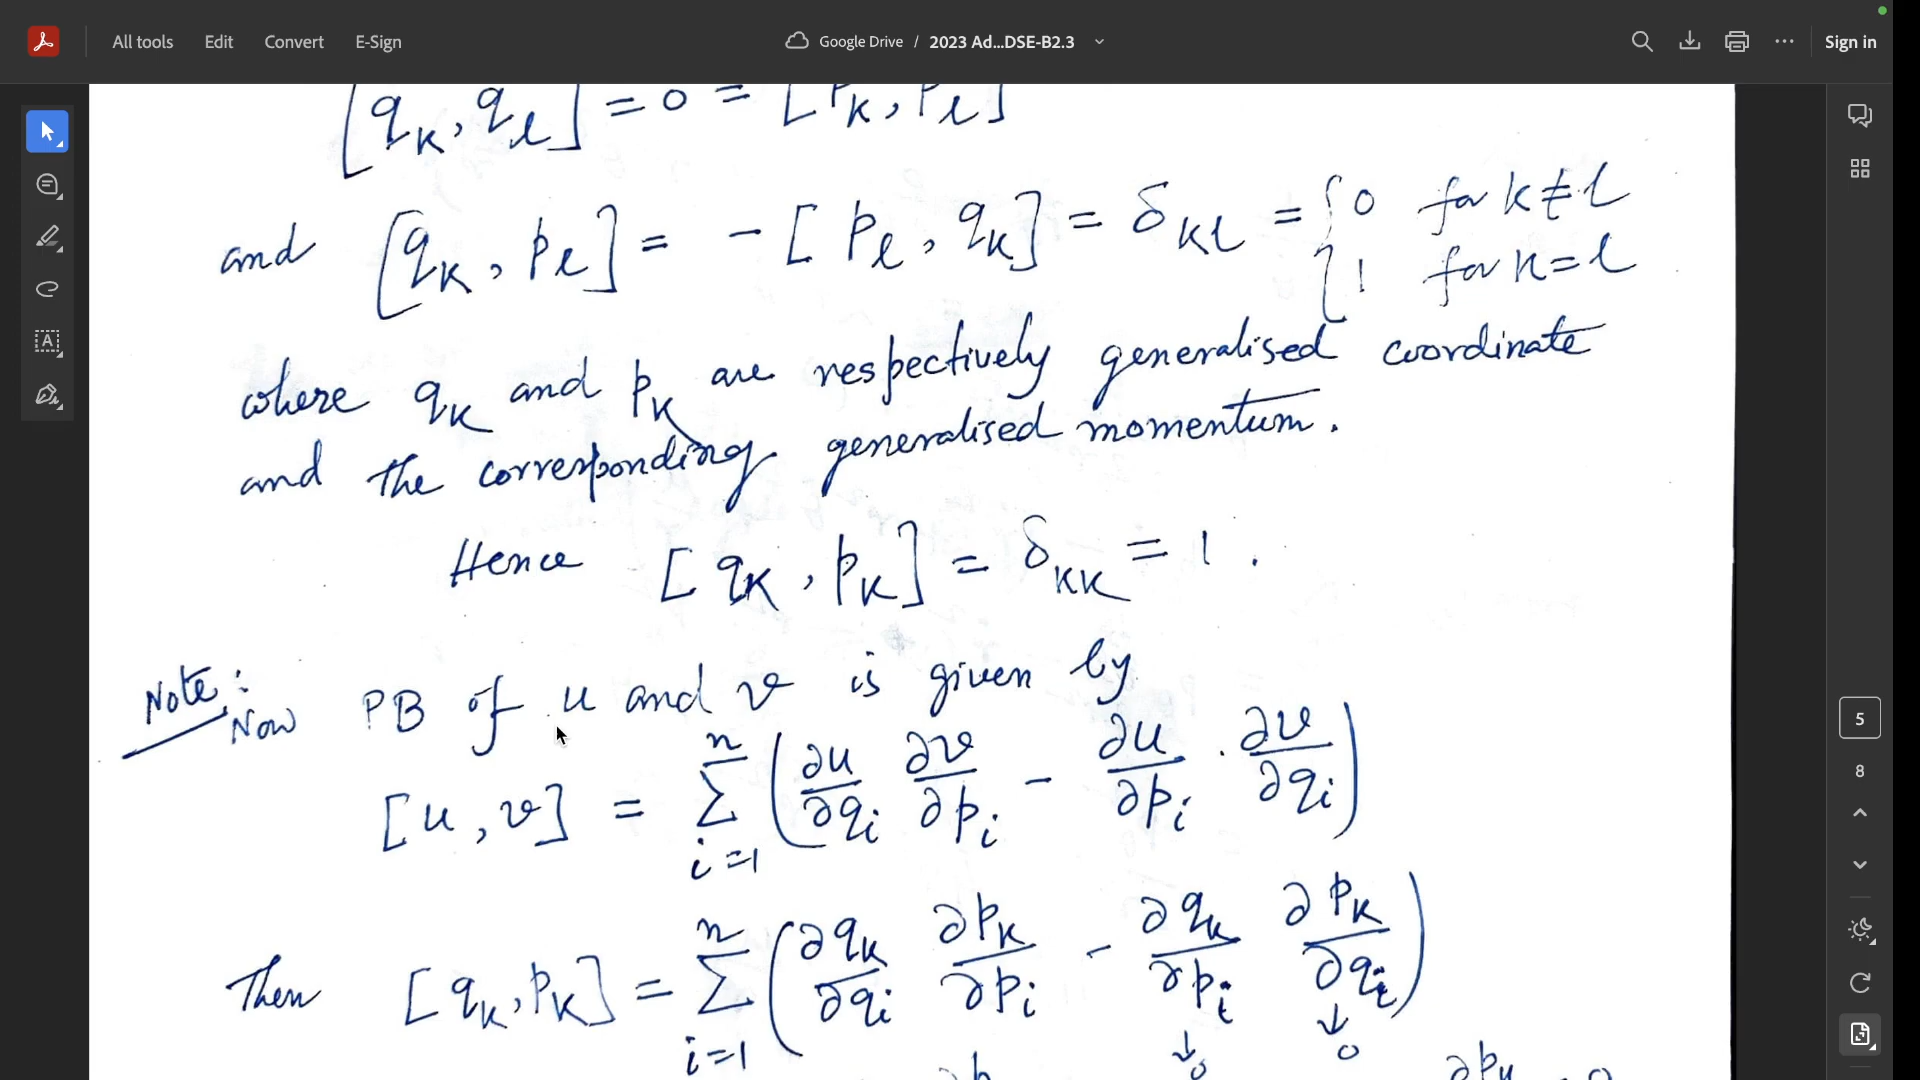 All tools Edit Convert E-Sign Google Drive / 2023 Ad...DSE-B2.3 Sign in
[q_k, q_l] = 0 = [p_k, p_l]
and [q_k, p_l] = -[p_l, q_k] = δ_kl = { 0 for k ≠ l
1 for k = l
where q_k and p_k are respectively generalised coordinate
and the corresponding generalised momentum.
Hence [q_k, p_k] = δ_kk = 1.
Note: Now PB of u and v is given by
[u, v] = Σ_{i=1}^{n} (∂u/∂q_i ∂v/∂p_i - ∂u/∂p_i . ∂v/∂q_i)
Then [q_k, p_k] = Σ_{i=1}^{n} (∂q_k/∂q_i ∂p_k/∂p_i - ∂q_k/∂p_i ∂p_k/∂q_i)
↓0 ↓0
5
8